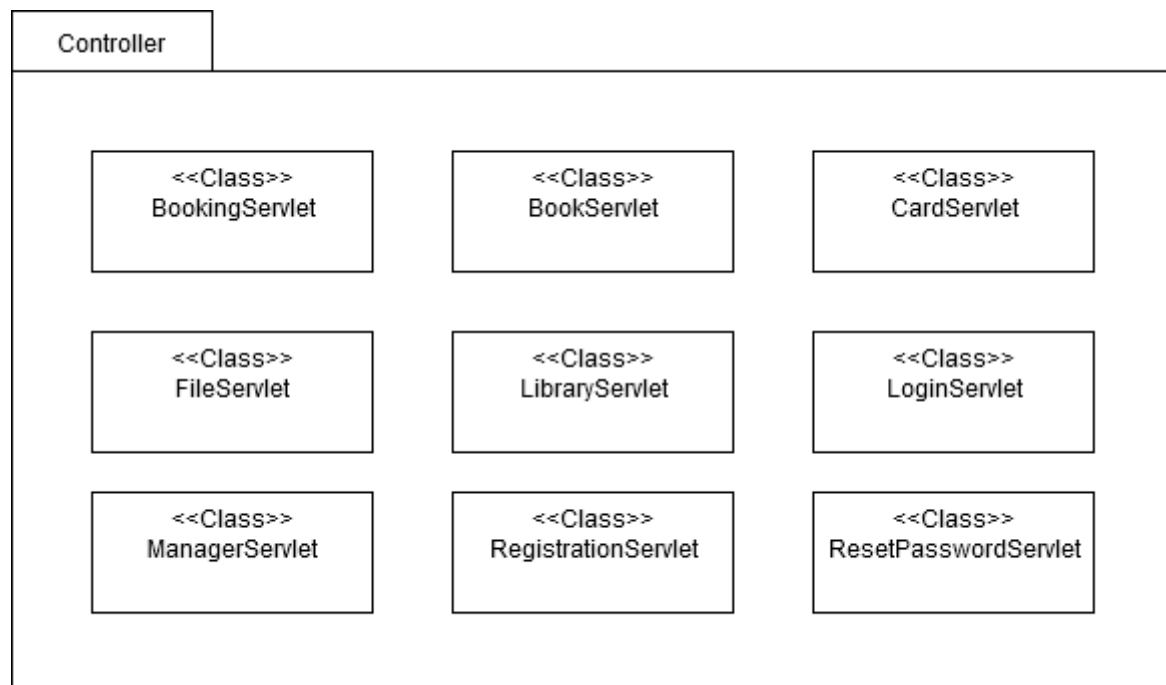 Controller
<<Class>>
BookingServlet
<<Class>>
BookServlet
<<Class>>
CardServlet
<<Class>>
FileServlet
<<Class>>
LibraryServlet
<<Class>>
LoginServlet
<<Class>>
ManagerServlet
<<Class>>
RegistrationServlet
<<Class>>
ResetPasswordServlet